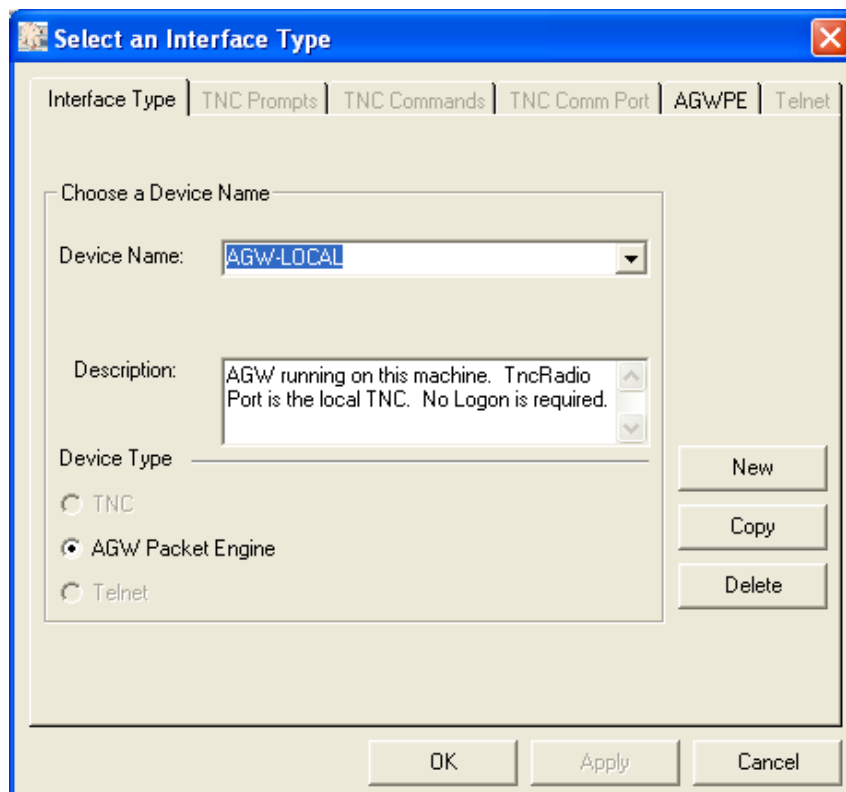 Select an Interface Type
Interface Type TNC Prompts TNC Commands TNC Comm Port AGWPE Telnet
Choose a Device Name
Device Name: AGW-LOCAL
Description: AGW running on this machine. TncRadio
Port is the local TNC. No Logon is required.
Device Type
New
TNC
Copy
AGW Packet Engine
Delete
Telnet
OK Apply Cancel